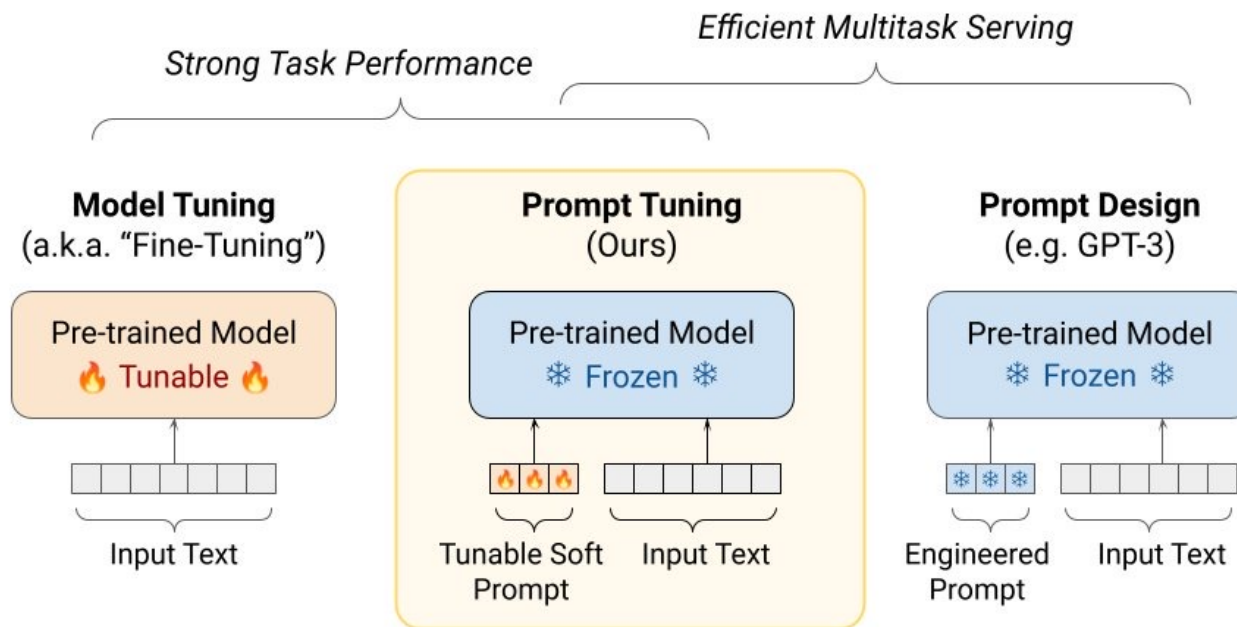 Efficient Multitask Serving
Strong Task Performance
Model Tuning
(a.k.a. “Fine-Tuning”)
Pre-trained Model
🔥 Tunable 🔥
Input Text
Prompt Tuning
(Ours)
Pre-trained Model
❄ Frozen ❄
Tunable Soft
Prompt
Input Text
Prompt Design
(e.g. GPT-3)
Pre-trained Model
❄ Frozen ❄
Engineered
Prompt
Input Text